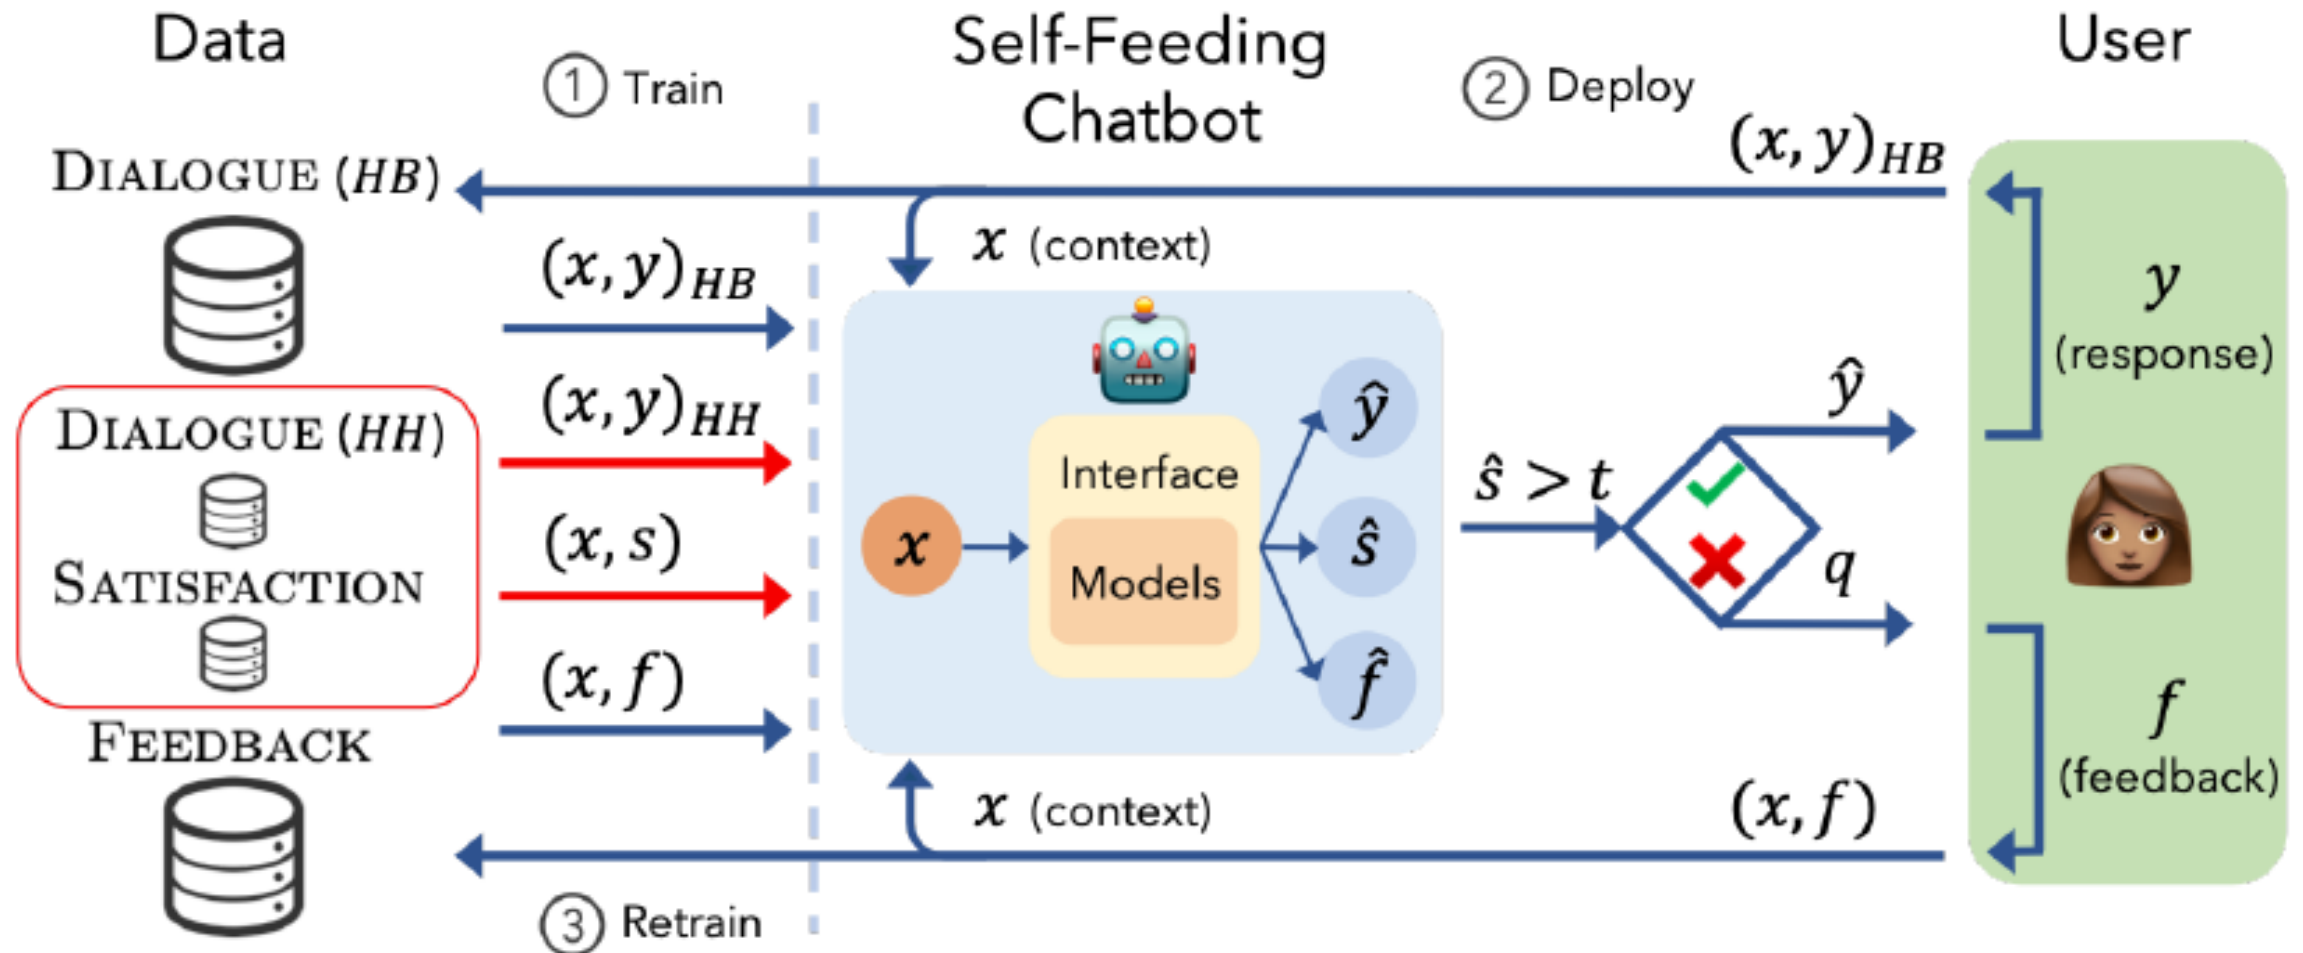 Data
① Train
Self-Feeding
Chatbot
② Deploy
User
DIALOGUE (HB)
(x, y)HB
(x, y)HB
x (context)
y
(response)
(x, y)HH
DIALOGUE (HH)
ŷ
ŷ
Interface
ŝ > t
(x, s)
x
ŝ
SATISFACTION
Models
q
(x, f)
f̂
f
(feedback)
FEEDBACK
x (context)
(x, f)
③ Retrain